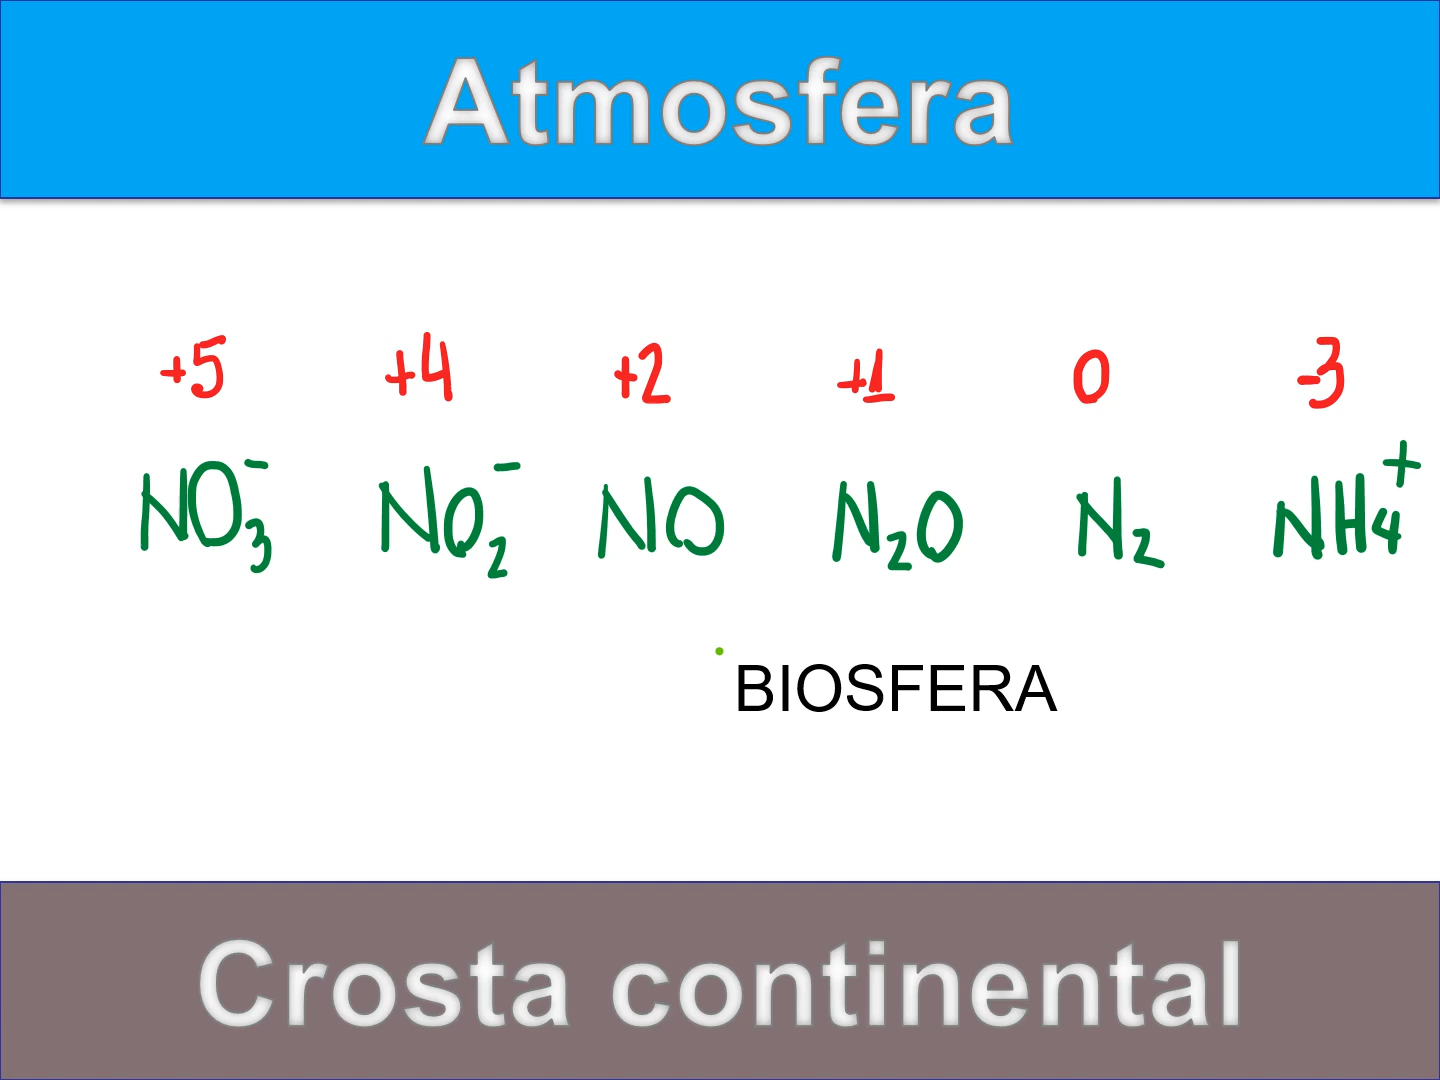 Atmosfera
+5 +4 +2 +1 0 -3
NO₃⁻ NO₂⁻ NO N₂O N₂ NH₄⁺
BIOSFERA
Crosta continental